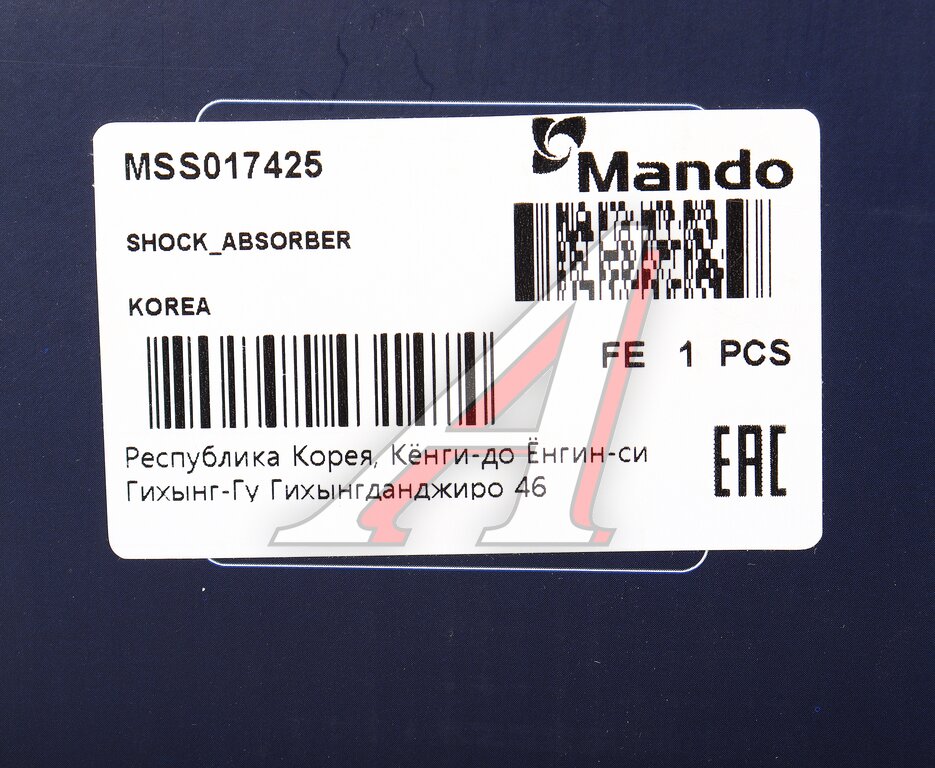 MSS017425
Mando
SHOCK_ABSORBER
KOREA
FE 1 PCS
Республика Корея, Кёнги-до Ёнгин-си
Гихынг-Гу Гихынгданджиро 46
EAC